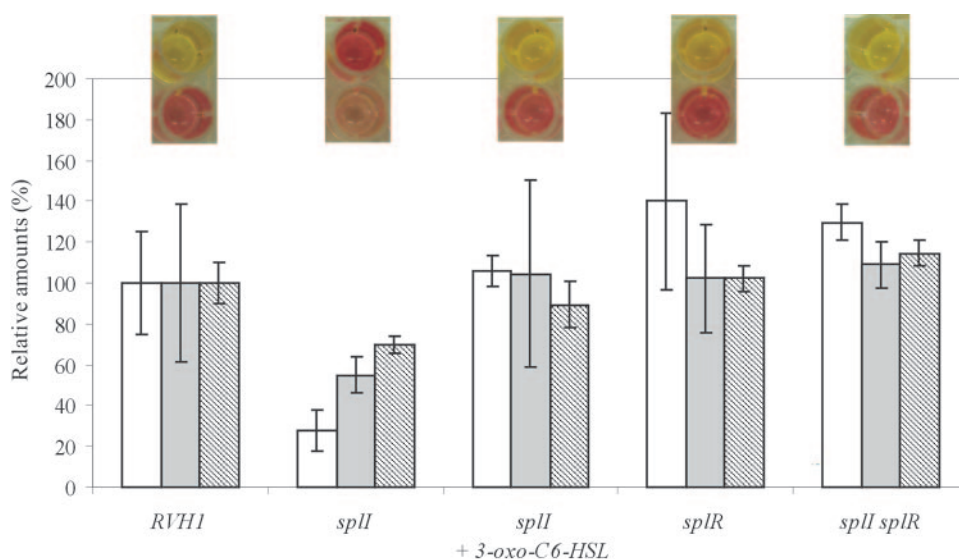 200
180
160
140
120
100
80
60
40
20
0
Relative amounts (%)
RVH1
splI
splI
+ 3-oxo-C6-HSL
splR
splI splR